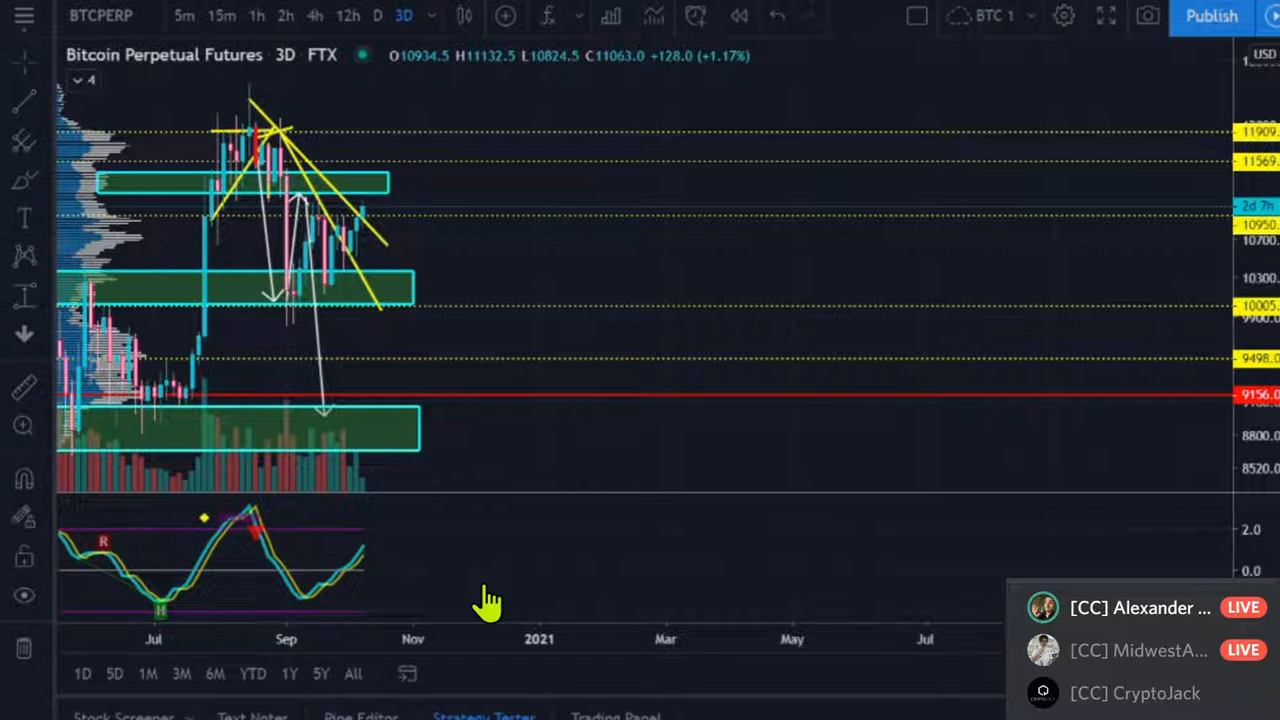 BTCPERP 5m 15m 1h 2h 4h 12h D 3D BTC 1 Publish
Bitcoin Perpetual Futures 3D FTX O10934.5 H11132.5 L10824.5 C11063.0 +128.0 (+1.17%) USD
4
11909.
11569.
2d 7h
10950.
10700.
10300.
10005.
9900.
9498.0
9156.0
8800.0
8520.0
R
2.0
0.0
H
[CC] Alexander ... LIVE
Jul Sep Nov 2021 Mar May Jul
[CC] MidwestA... LIVE
1D 5D 1M 3M 6M YTD 1Y 5Y All
[CC] CryptoJack
Stock Screener Text Notes Pine Editor Strategy Tester Trading Panel